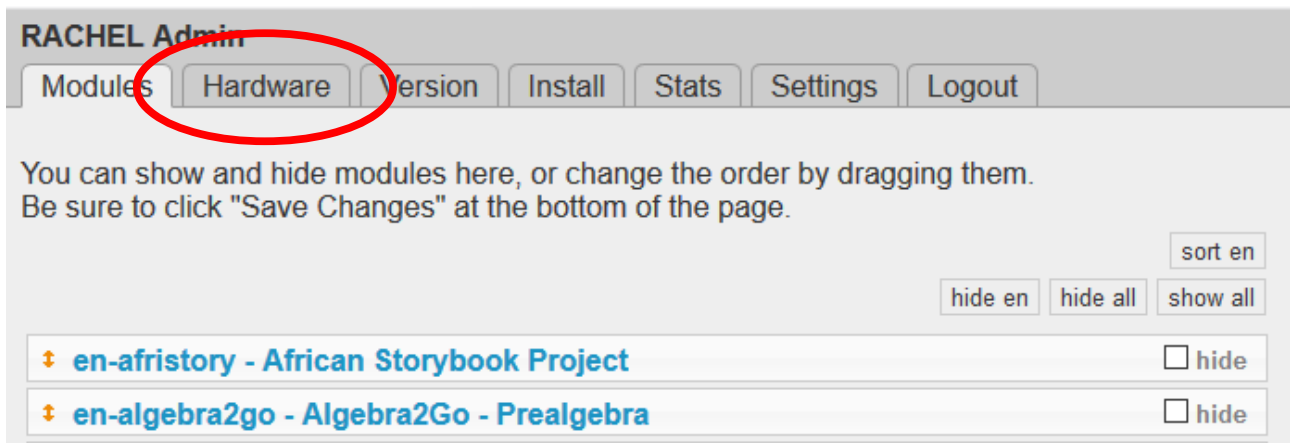 RACHEL Admin
Modules Hardware Version Install Stats Settings Logout
You can show and hide modules here, or change the order by dragging them.
Be sure to click "Save Changes" at the bottom of the page.
sort en
hide en hide all show all
en-afristory - African Storybook Project hide
en-algebra2go - Algebra2Go - Prealgebra hide